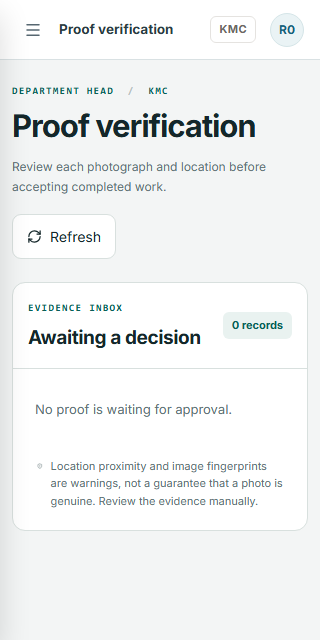 Proof verification
KMC
R0
DEPARTMENT HEAD / KMC
Proof verification
Review each photograph and location before
accepting completed work.
Refresh
EVIDENCE INBOX
Awaiting a decision
0 records
No proof is waiting for approval.
Location proximity and image fingerprints
are warnings, not a guarantee that a photo is
genuine. Review the evidence manually.